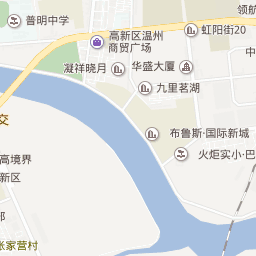 普明中学
虹阳街20
领航
高新区温州
商贸广场
凝祥晓月
华盛大厦
九里茗湖
交
布鲁斯·国际新城
火炬实小·巴
高境界
新区
部
张家营村